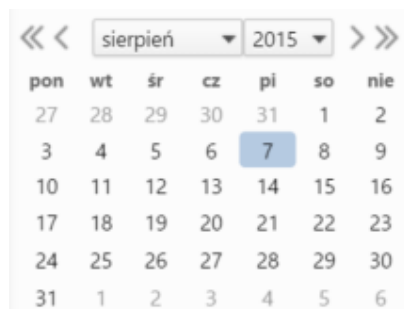 sierpień 2015
pon wt śr cz pi so nie
27 28 29 30 31 1 2
3 4 5 6 7 8 9
10 11 12 13 14 15 16
17 18 19 20 21 22 23
24 25 26 27 28 29 30
31 1 2 3 4 5 6